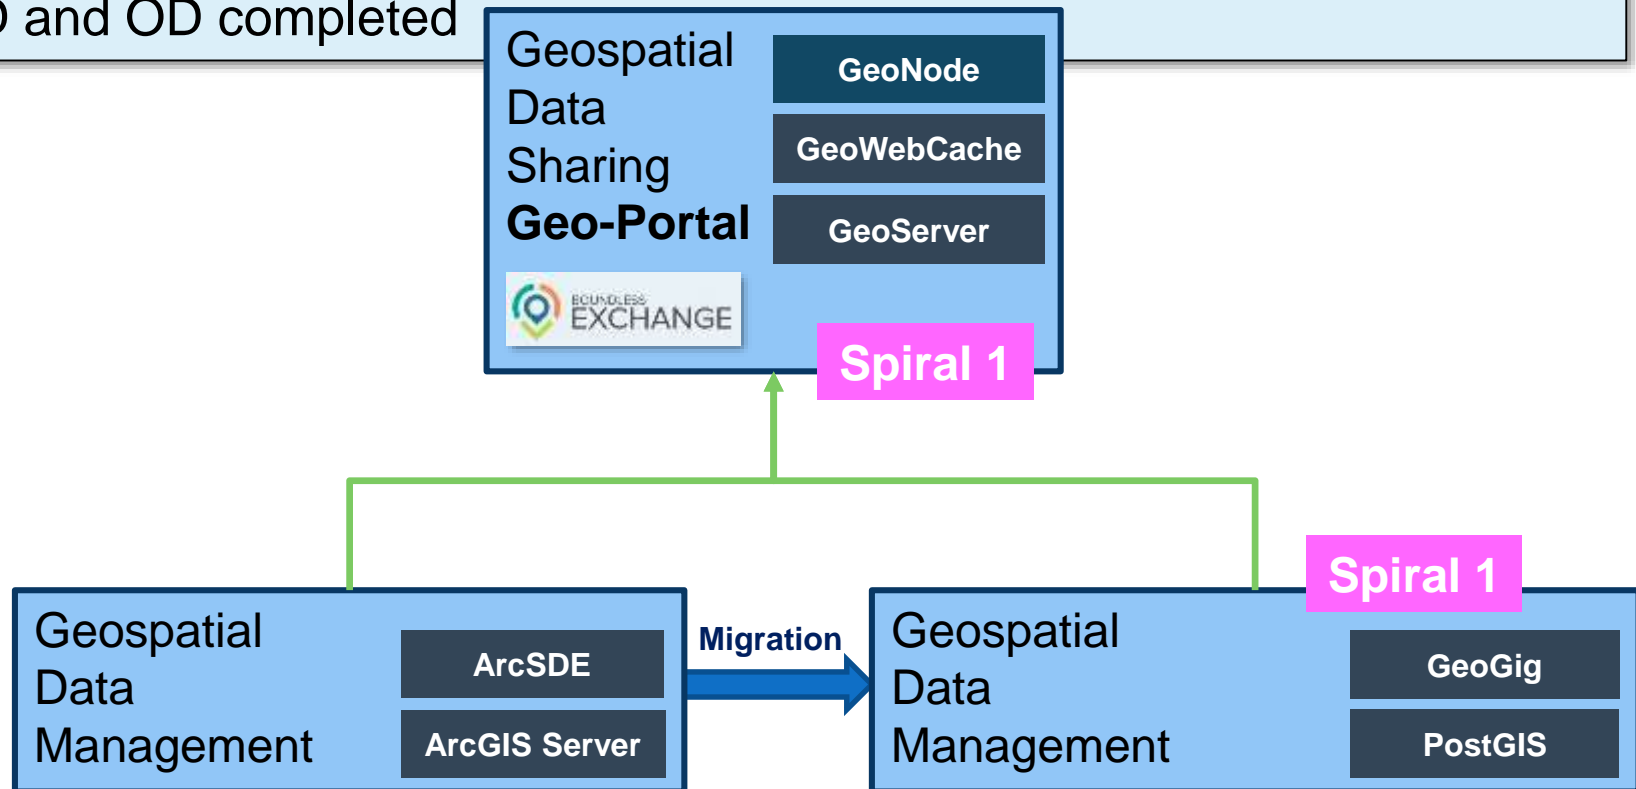 and OD completed
Geospatial
Data
Sharing
Geo-Portal
GeoNode
GeoWebCache
GeoServer
BOUNDLESS
EXCHANGE
Spiral 1
Spiral 1
Geospatial
Data
Management
ArcSDE
ArcGIS Server
Migration
Geospatial
Data
Management
GeoGig
PostGIS